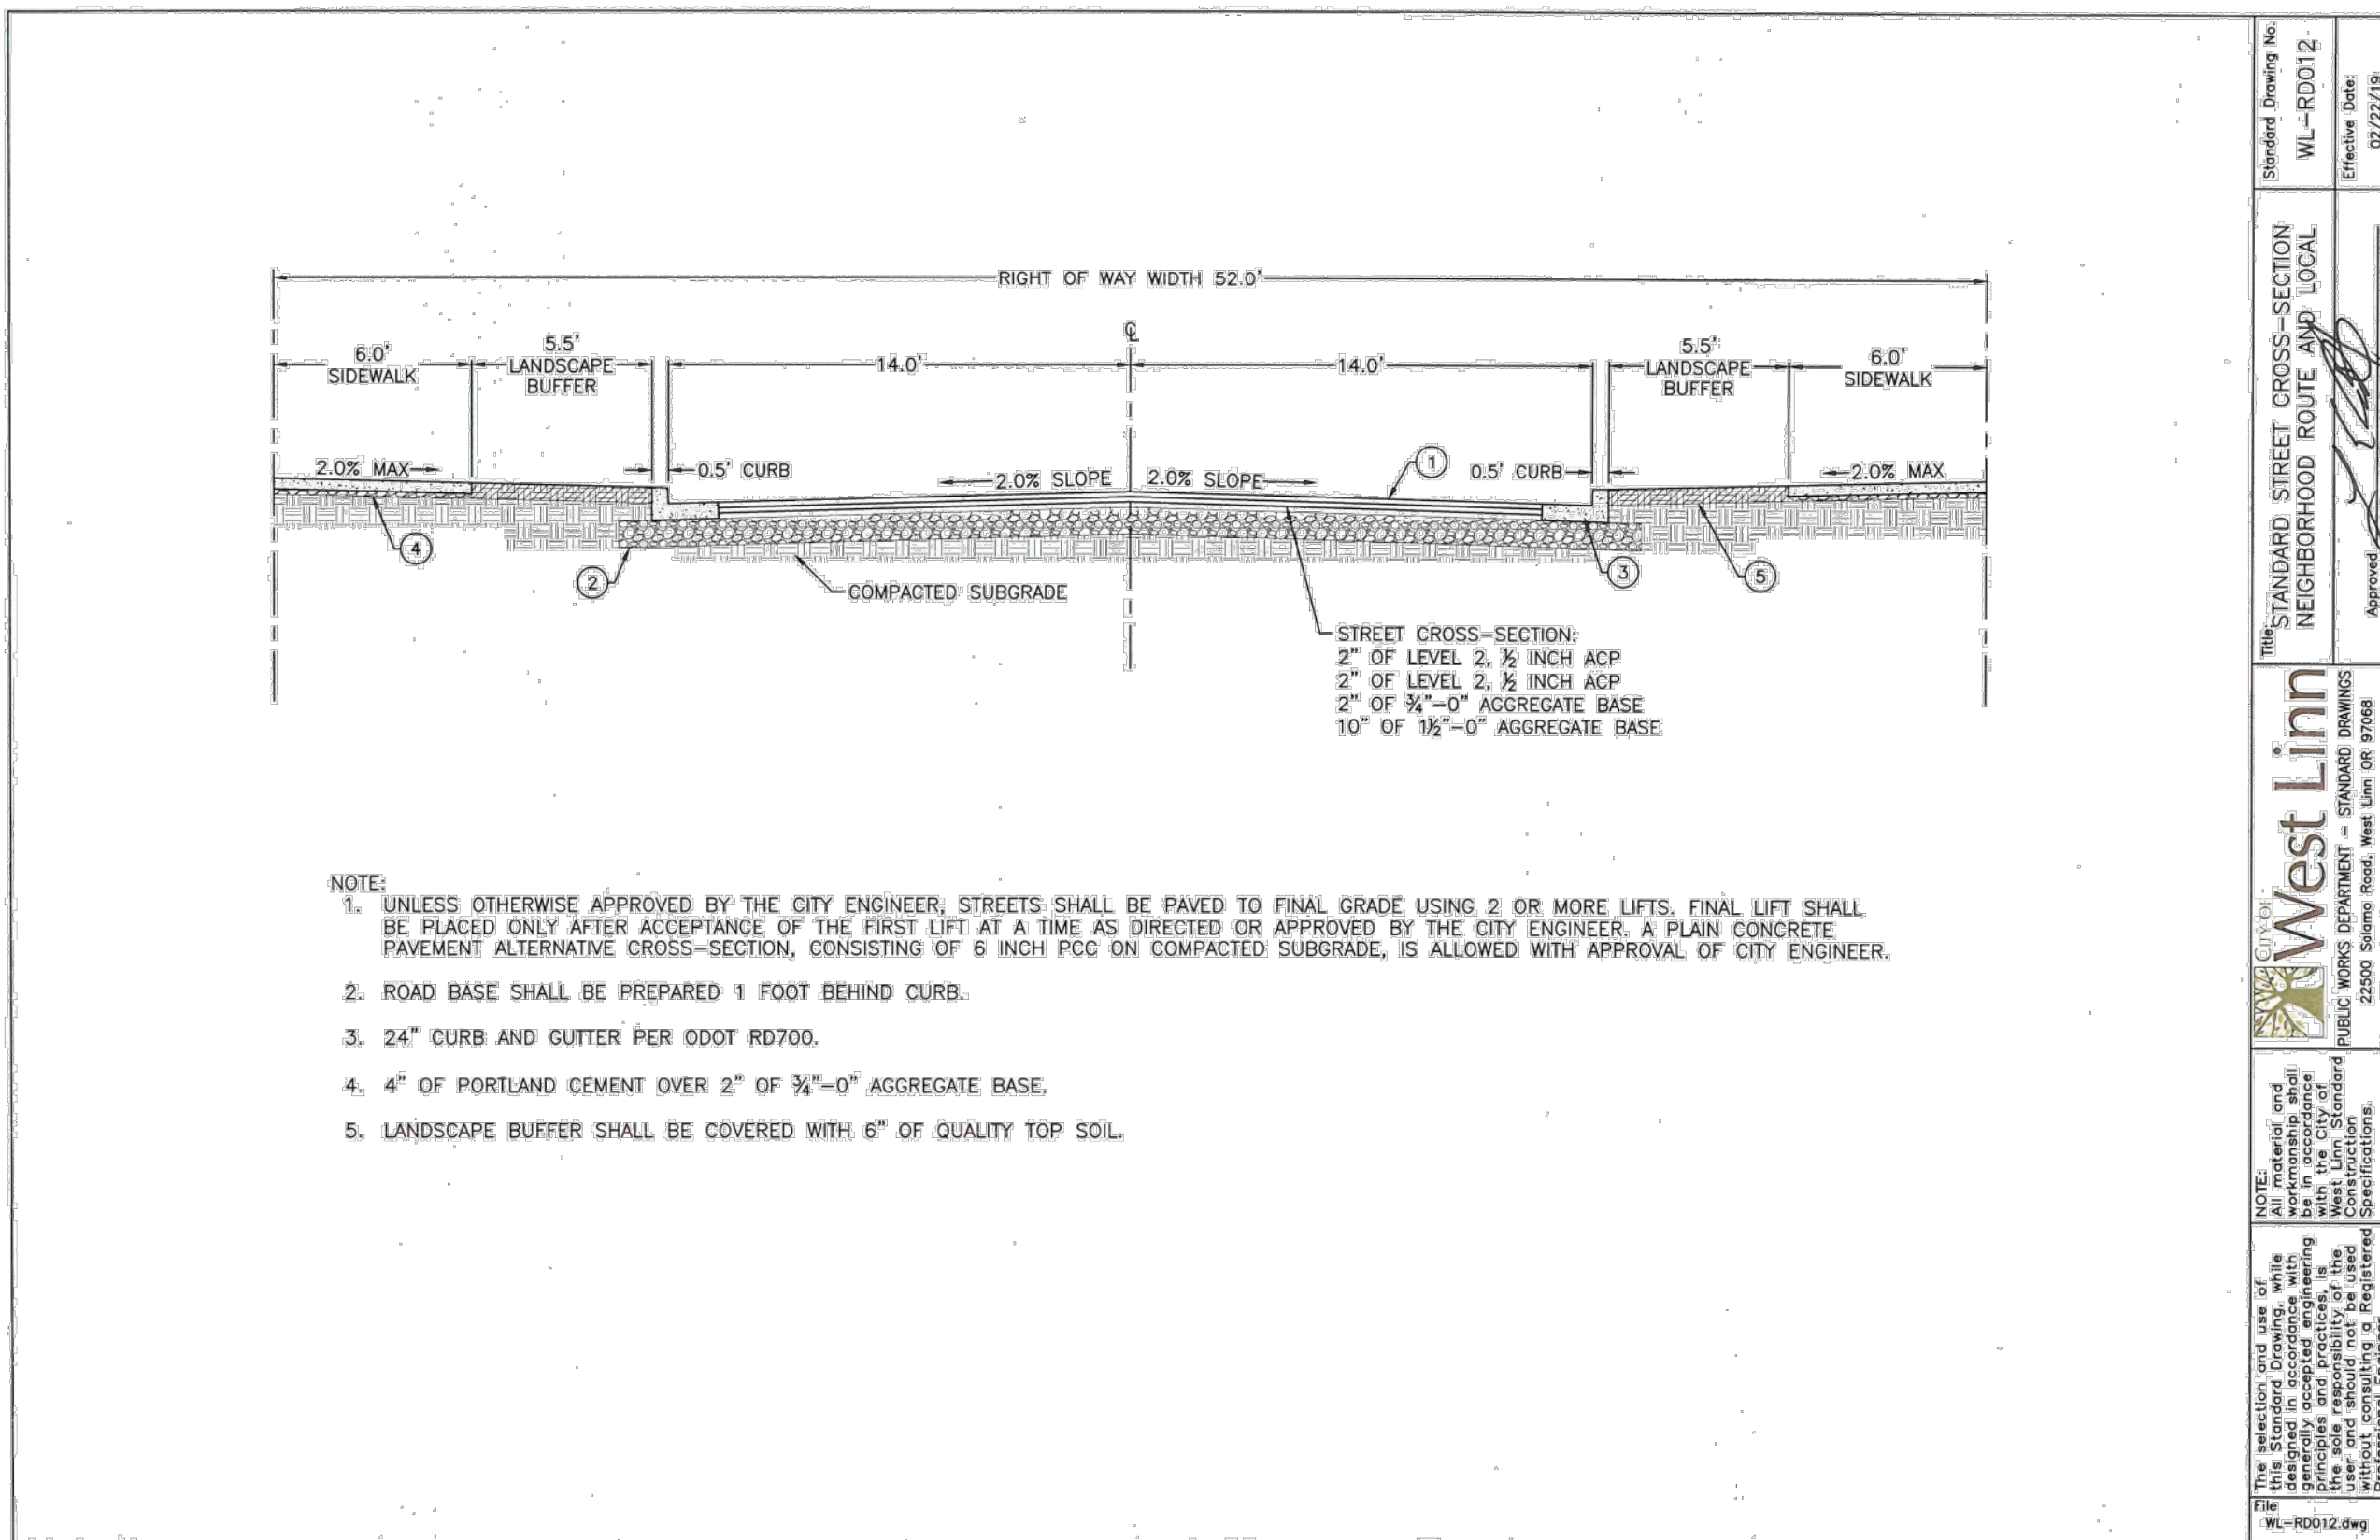 RIGHT OF WAY WIDTH 52.0'
℄
6.0'
SIDEWALK
5.5'
LANDSCAPE
BUFFER
14.0'
14.0'
5.5'
LANDSCAPE
BUFFER
6.0'
SIDEWALK
2.0% MAX
0.5' CURB
2.0% SLOPE
2.0% SLOPE
1
0.5' CURB
2.0% MAX
4
2
3
5
COMPACTED SUBGRADE
STREET CROSS-SECTION:
2" OF LEVEL 2, ½ INCH ACP
2" OF LEVEL 2, ½ INCH ACP
2" OF ¾"-0" AGGREGATE BASE
10" OF 1½"-0" AGGREGATE BASE
NOTE:
1. UNLESS OTHERWISE APPROVED BY THE CITY ENGINEER, STREETS SHALL BE PAVED TO FINAL GRADE USING 2 OR MORE LIFTS. FINAL LIFT SHALL
BE PLACED ONLY AFTER ACCEPTANCE OF THE FIRST LIFT AT A TIME AS DIRECTED OR APPROVED BY THE CITY ENGINEER. A PLAIN CONCRETE
PAVEMENT ALTERNATIVE CROSS-SECTION, CONSISTING OF 6 INCH PCC ON COMPACTED SUBGRADE, IS ALLOWED WITH APPROVAL OF CITY ENGINEER.
2. ROAD BASE SHALL BE PREPARED 1 FOOT BEHIND CURB.
3. 24" CURB AND GUTTER PER ODOT RD700.
4. 4" OF PORTLAND CEMENT OVER 2" OF ¾"-0" AGGREGATE BASE.
5. LANDSCAPE BUFFER SHALL BE COVERED WITH 6" OF QUALITY TOP SOIL.
The selection and use of
this Standard Drawing, while
designed in accordance with
generally accepted engineering
principles and practices, is
the sole responsibility of the
user and should not be used
without consulting a Registered
Professional Engineer.
File
WL-RD012.dwg
NOTE:
All material and
workmanship shall
be in accordance
with the City of
West Linn Standard
Construction
Specifications.
CITY OF
West Linn
PUBLIC WORKS DEPARTMENT - STANDARD DRAWINGS
22500 Salamo Road, West Linn OR 97068
Title:
STANDARD STREET CROSS-SECTION
NEIGHBORHOOD ROUTE AND LOCAL
Approved
Standard Drawing No.
WL-RD012
Effective Date:
02/22/19